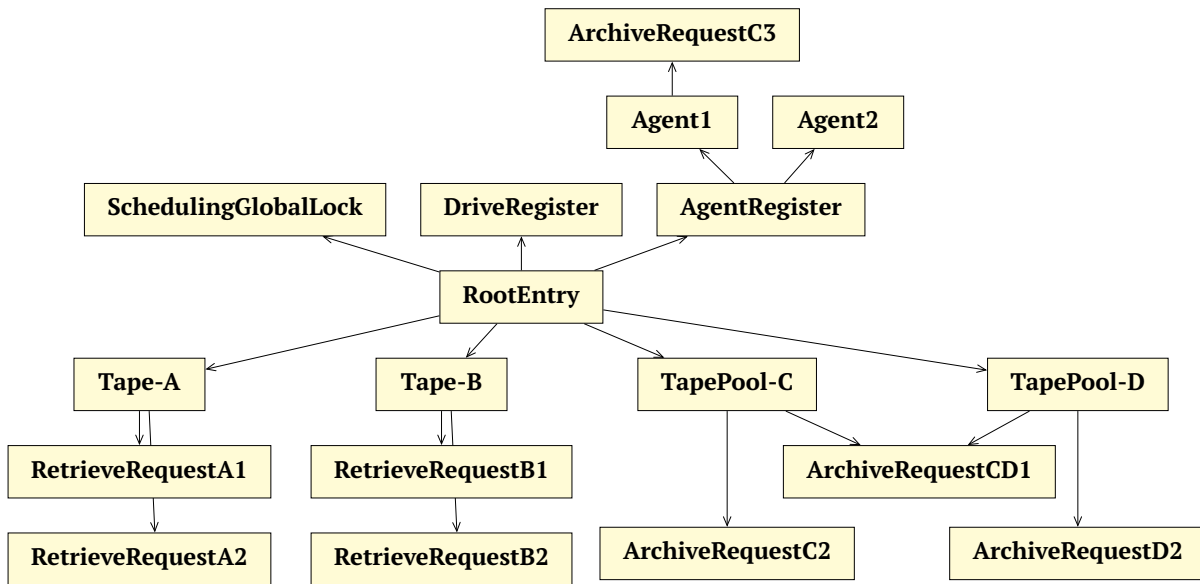 ArchiveRequestC3
Agent1
Agent2
SchedulingGlobalLock
DriveRegister
AgentRegister
RootEntry
Tape-A
Tape-B
TapePool-C
TapePool-D
RetrieveRequestA1
RetrieveRequestB1
ArchiveRequestCD1
RetrieveRequestA2
RetrieveRequestB2
ArchiveRequestC2
ArchiveRequestD2